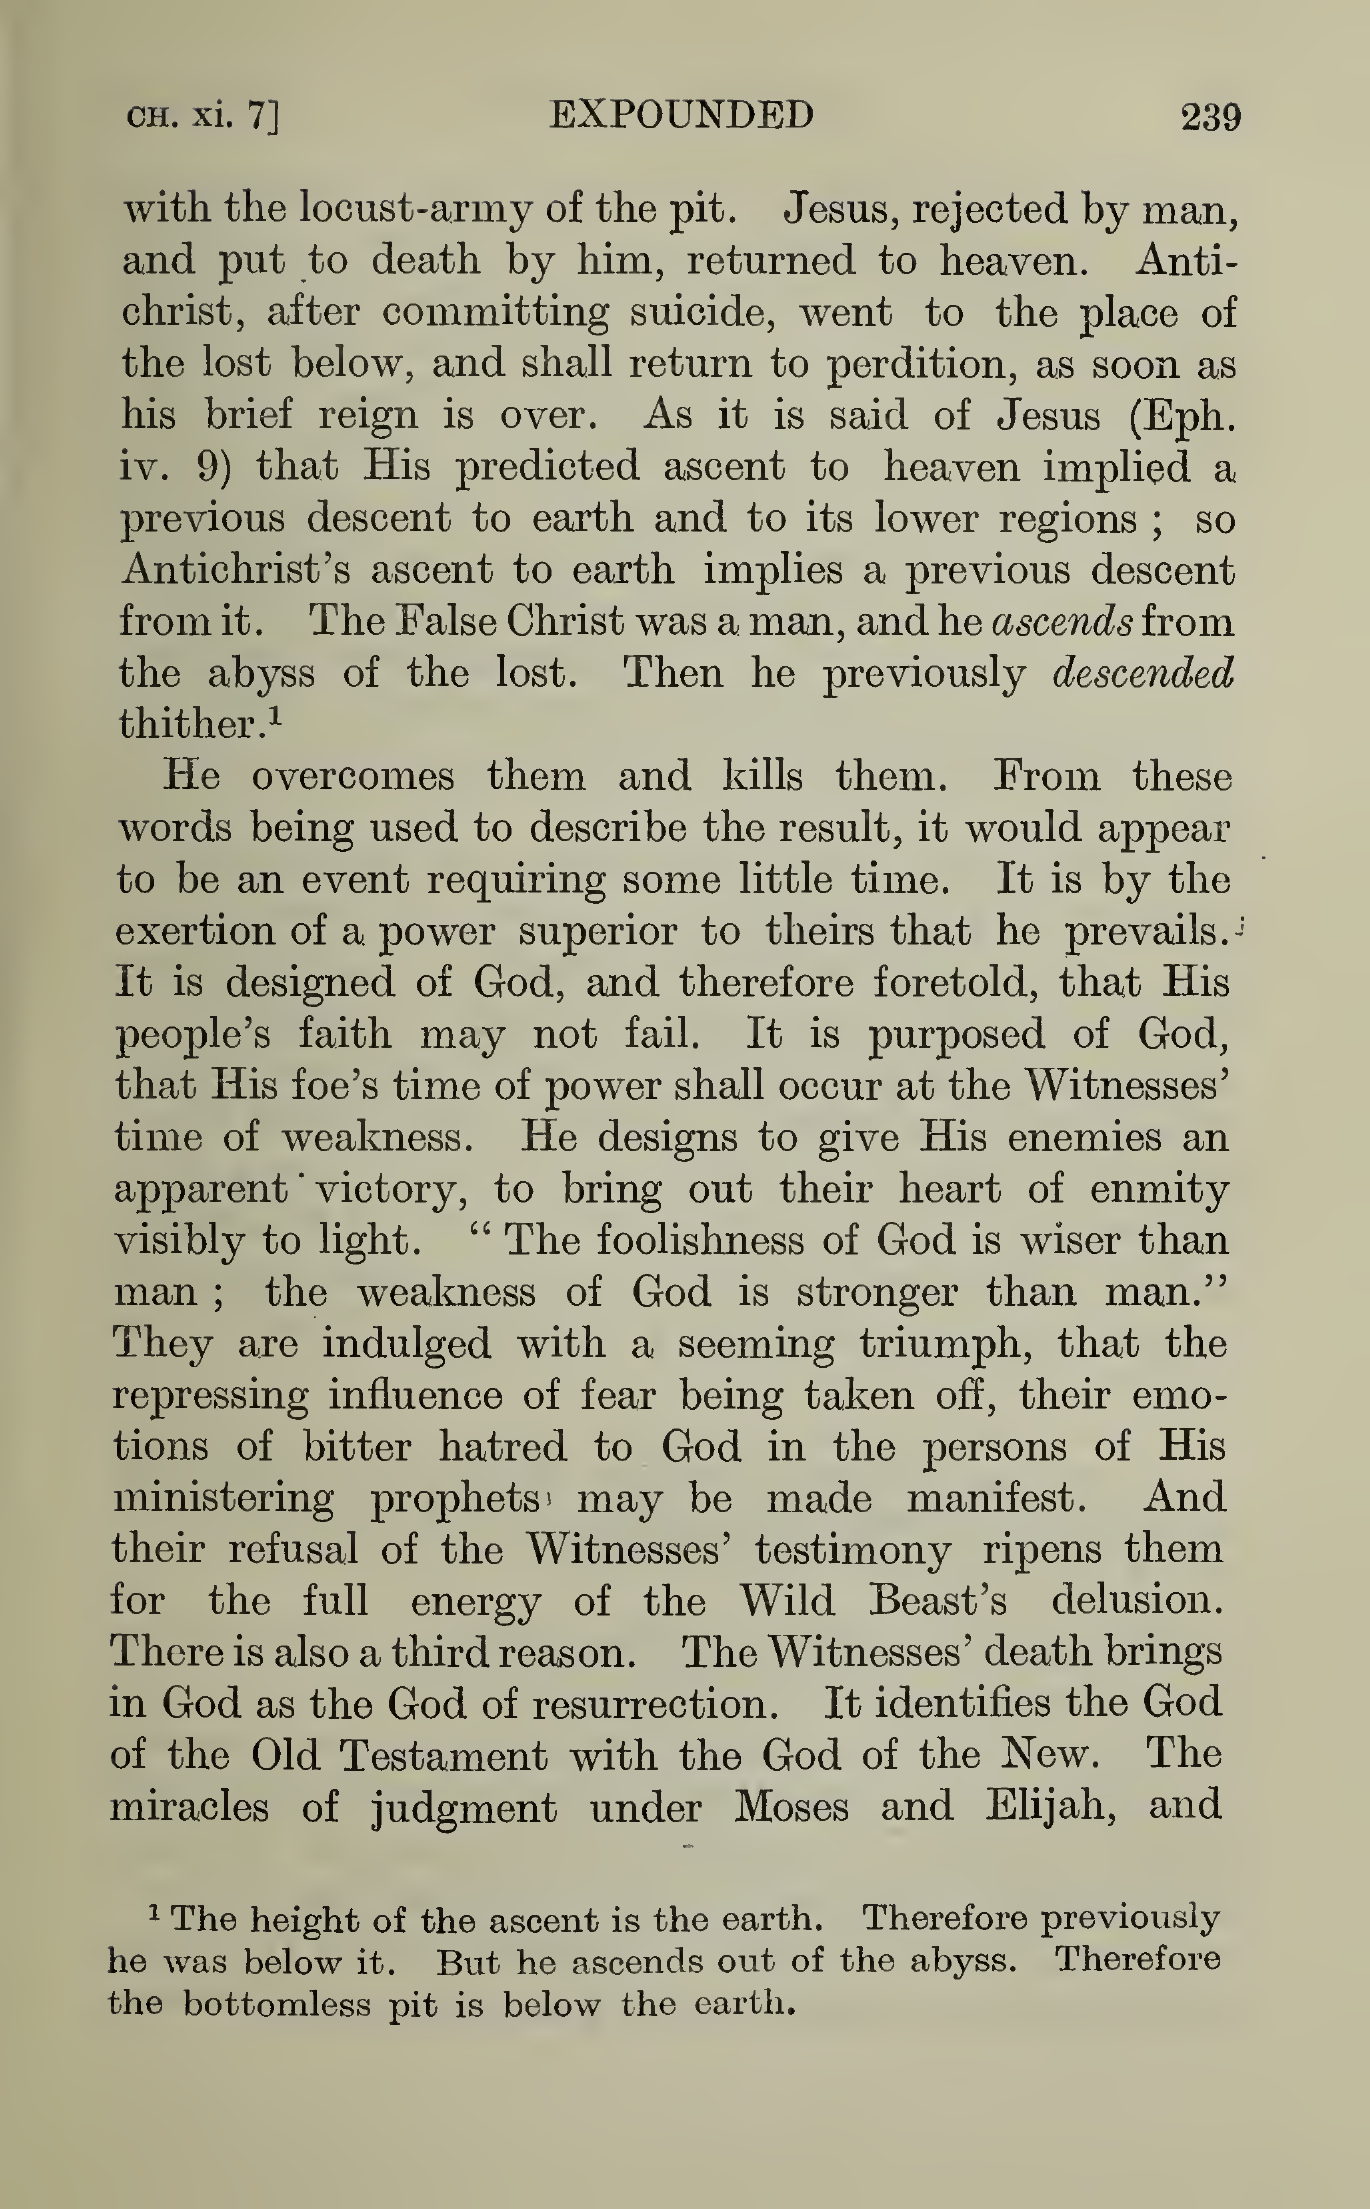 CH. xi. 7] EXPOUNDED 239
with the locust-army of the pit. Jesus, rejected by man,
and put to death by him, returned to heaven. Anti-
christ, after committing suicide, went to the place of
the lost below, and shall return to perdition, as soon as
his brief reign is over. As it is said of Jesus (Eph.
iv. 9) that His predicted ascent to heaven implied a
previous descent to earth and to its lower regions ; so
Antichrist's ascent to earth implies a previous descent
from it. The False Christ was a man, and he ascends from
the abyss of the lost. Then he previously descended
thither.¹
He overcomes them and kills them. From these
words being used to describe the result, it would appear
to be an event requiring some little time. It is by the
exertion of a power superior to theirs that he prevails.
It is designed of God, and therefore foretold, that His
people's faith may not fail. It is purposed of God,
that His foe's time of power shall occur at the Witnesses'
time of weakness. He designs to give His enemies an
apparent victory, to bring out their heart of enmity
visibly to light. “ The foolishness of God is wiser than
man ; the weakness of God is stronger than man.”
They are indulged with a seeming triumph, that the
repressing influence of fear being taken off, their emo-
tions of bitter hatred to God in the persons of His
ministering prophets may be made manifest. And
their refusal of the Witnesses' testimony ripens them
for the full energy of the Wild Beast's delusion.
There is also a third reason. The Witnesses' death brings
in God as the God of resurrection. It identifies the God
of the Old Testament with the God of the New. The
miracles of judgment under Moses and Elijah, and
¹ The height of the ascent is the earth. Therefore previously
he was below it. But he ascends out of the abyss. Therefore
the bottomless pit is below the earth.